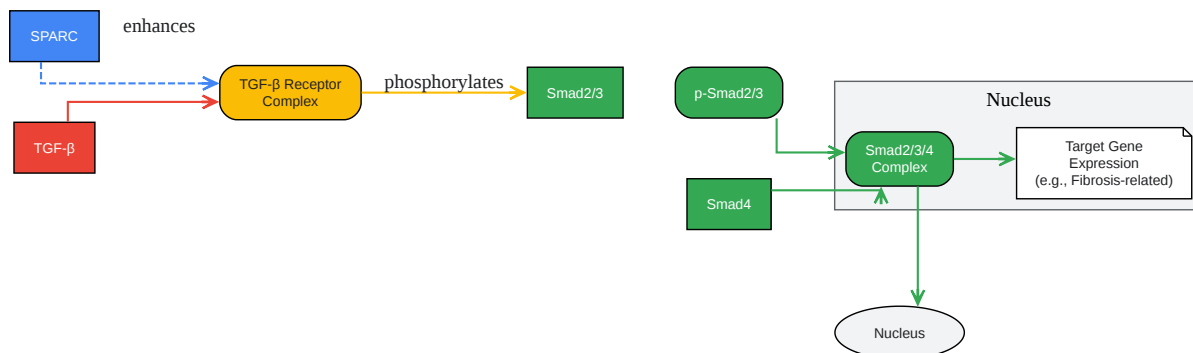 SPARC
enhances
TGF-β
TGF-β Receptor
Complex
phosphorylates
Smad2/3
p-Smad2/3
Smad4
Nucleus
Smad2/3/4
Complex
Target Gene
Expression
(e.g., Fibrosis-related)
Nucleus